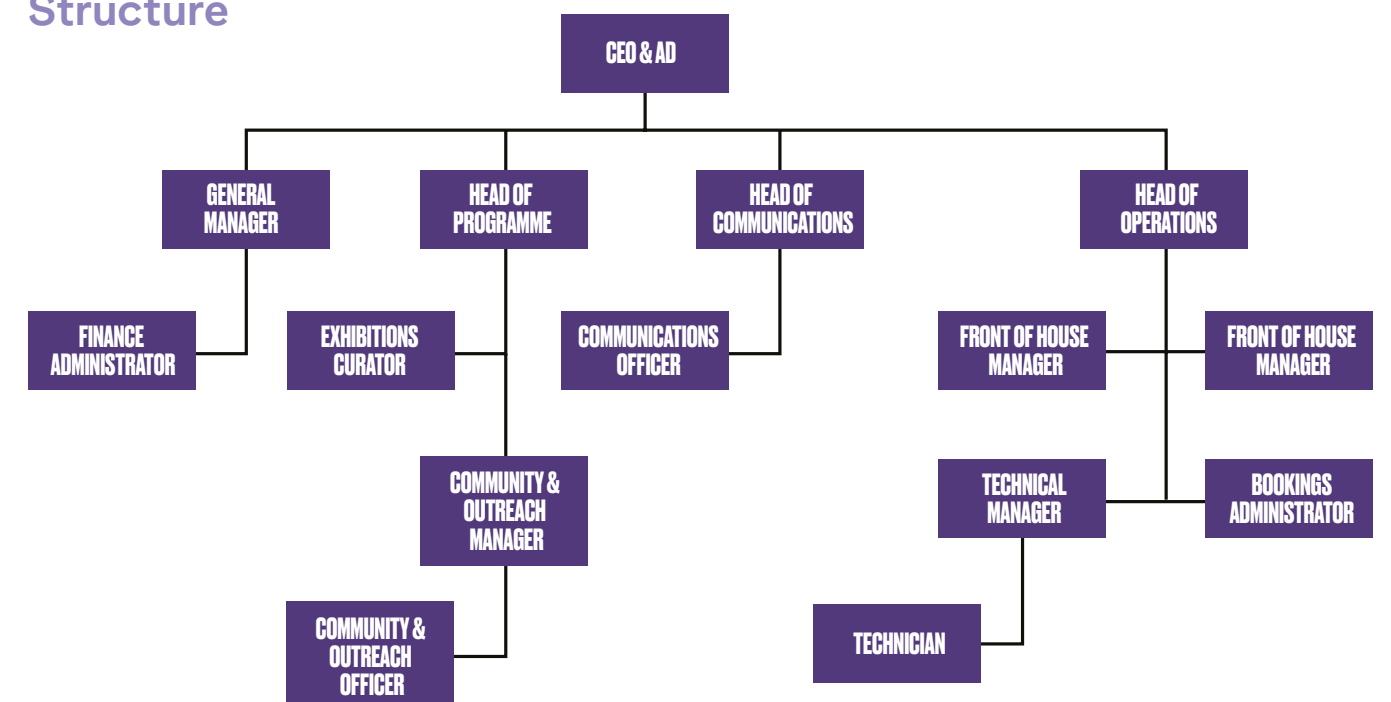 Structure
CEO & AD
GENERAL
MANAGER
HEAD OF
PROGRAMME
HEAD OF
COMMUNICATIONS
HEAD OF
OPERATIONS
FINANCE
ADMINISTRATOR
EXHIBITIONS
CURATOR
COMMUNICATIONS
OFFICER
FRONT OF HOUSE
MANAGER
FRONT OF HOUSE
MANAGER
COMMUNITY &
OUTREACH
MANAGER
TECHNICAL
MANAGER
BOOKINGS
ADMINISTRATOR
COMMUNITY &
OUTREACH
OFFICER
TECHNICIAN